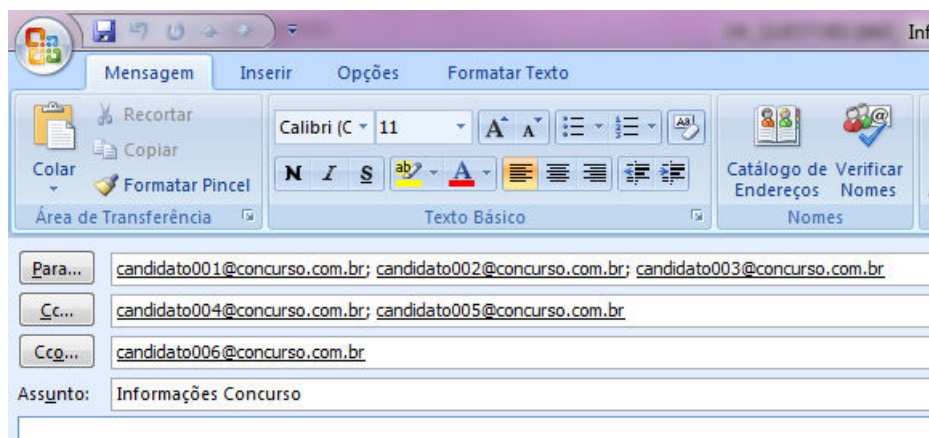 Inf
Mensagem Inserir Opções Formatar Texto
Colar
Recortar
Copiar
Formatar Pincel
Área de Transferência
Calibri (C 11
N I S
Texto Básico
Catálogo de Endereços
Verificar Nomes
Nomes
Para... candidato001@concurso.com.br; candidato002@concurso.com.br; candidato003@concurso.com.br
Cc... candidato004@concurso.com.br; candidato005@concurso.com.br
Cco... candidato006@concurso.com.br
Assunto: Informações Concurso